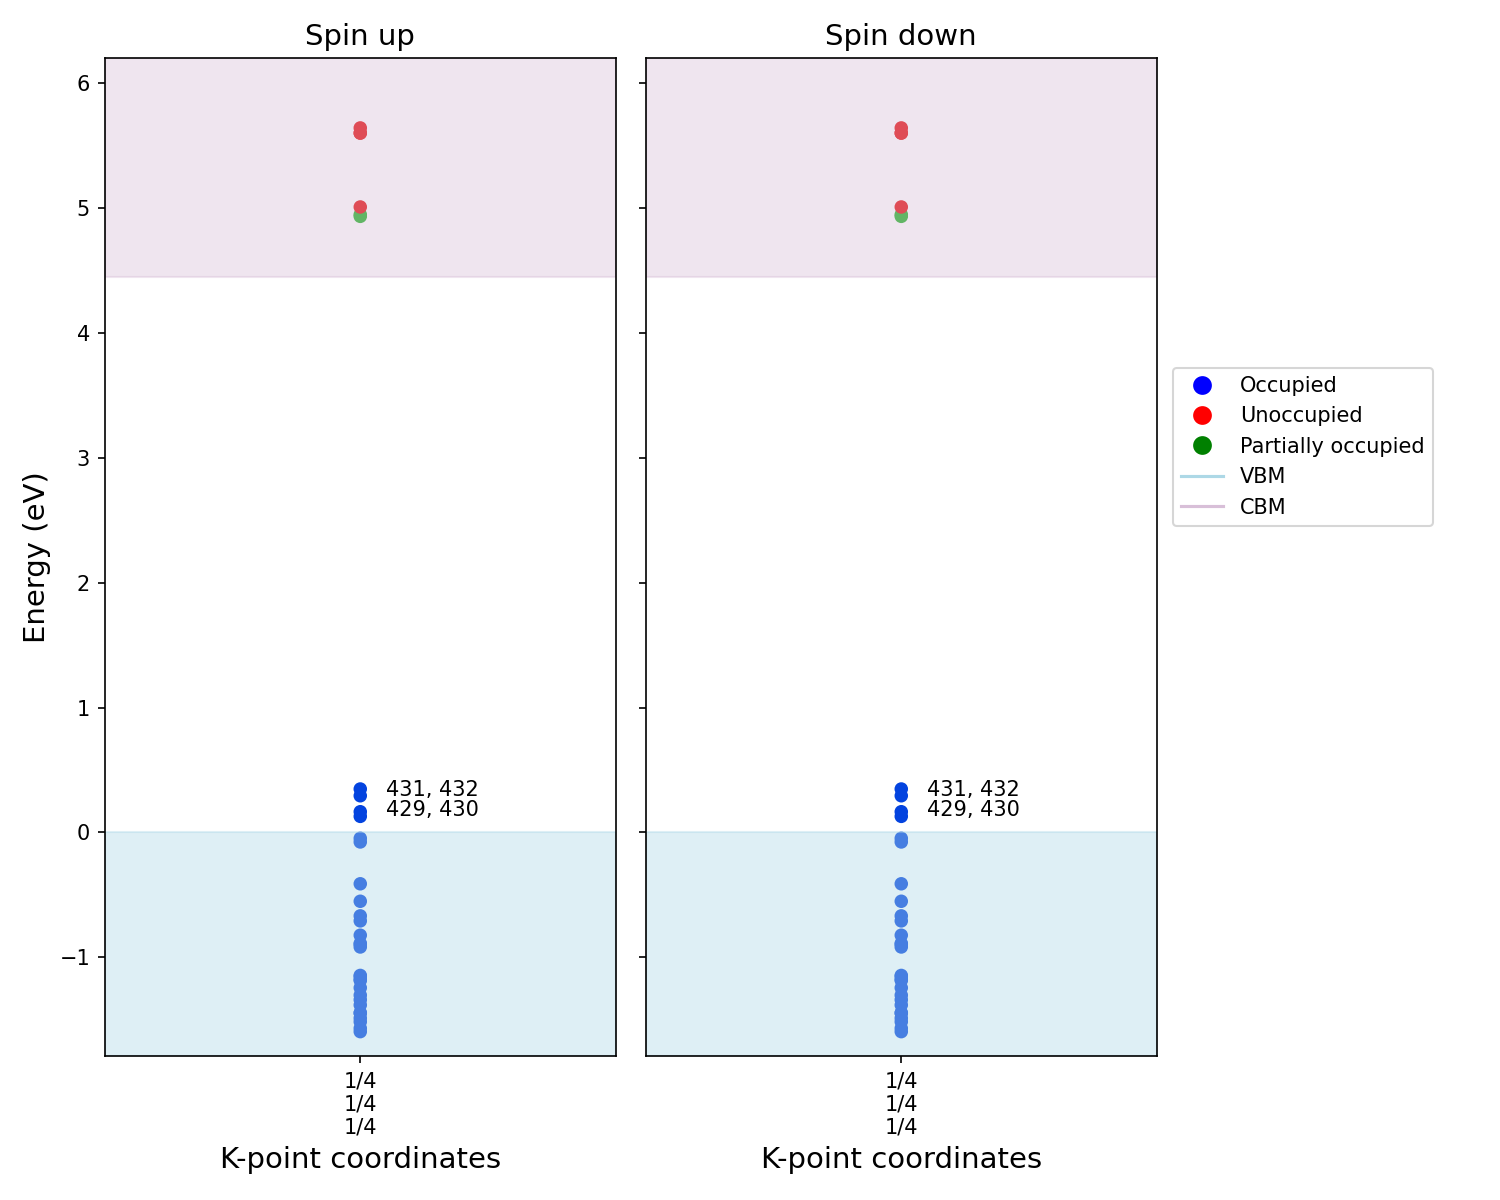 Spin up
Spin down
6
5
4
3
2
1
0
−1
Energy (eV)
431, 432
429, 430
431, 432
429, 430
1/4
1/4
1/4
1/4
1/4
1/4
K-point coordinates
K-point coordinates
Occupied
Unoccupied
Partially occupied
VBM
CBM